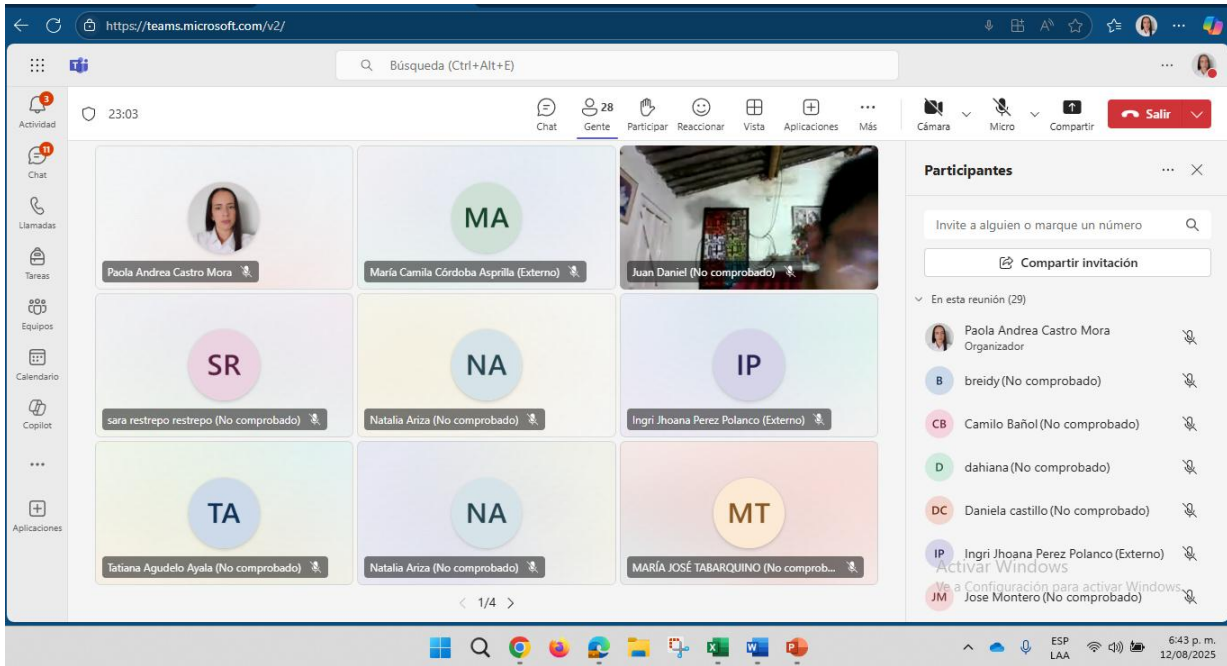 https://teams.microsoft.com/v2/
Búsqueda (Ctrl+Alt+E)
3
Actividad
11
Chat
Llamadas
Tareas
Equipos
Calendario
Copilot
Aplicaciones
23:03
Chat
28
Gente
Participar
Reaccionar
Vista
Aplicaciones
Más
Cámara
Micro
Compartir
Salir
Paola Andrea Castro Mora
MA
María Camila Córdoba Asprilla (Externo)
Juan Daniel (No comprobado)
SR
sara restrepo restrepo (No comprobado)
NA
Natalia Ariza (No comprobado)
IP
Ingri Jhoana Perez Polanco (Externo)
TA
Tatiana Agudelo Ayala (No comprobado)
NA
Natalia Ariza (No comprobado)
MT
MARÍA JOSÉ TABARQUINO (No comprob...
1/4
Participantes
Invite a alguien o marque un número
Compartir invitación
En esta reunión (29)
Paola Andrea Castro Mora
Organizador
B
breidy (No comprobado)
CB
Camilo Bañol (No comprobado)
D
dahiana (No comprobado)
DC
Daniela castillo (No comprobado)
IP
Ingri Jhoana Perez Polanco (Externo)
Activar Windows
Ve a Configuración para activar Windows.
JM
Jose Montero (No comprobado)
ESP
LAA
6:43 p. m.
12/08/2025